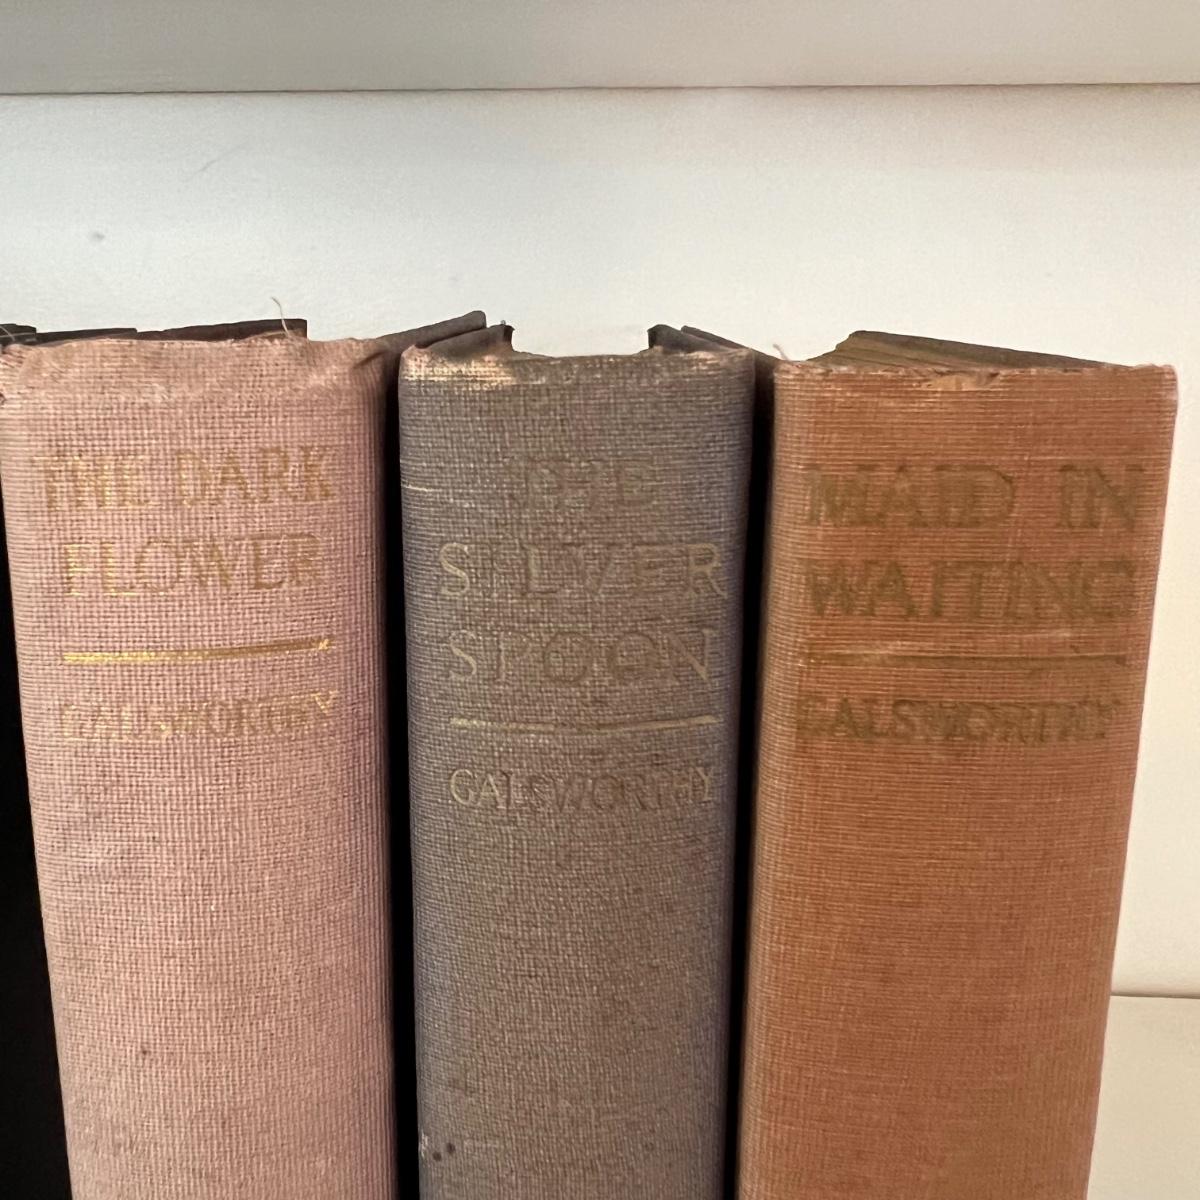 THE DARK
FLOWER
GALSWORTHY
THE
SILVER
SPOON
GALSWORTHY
MAID IN
WAITING
GALSWORTHY